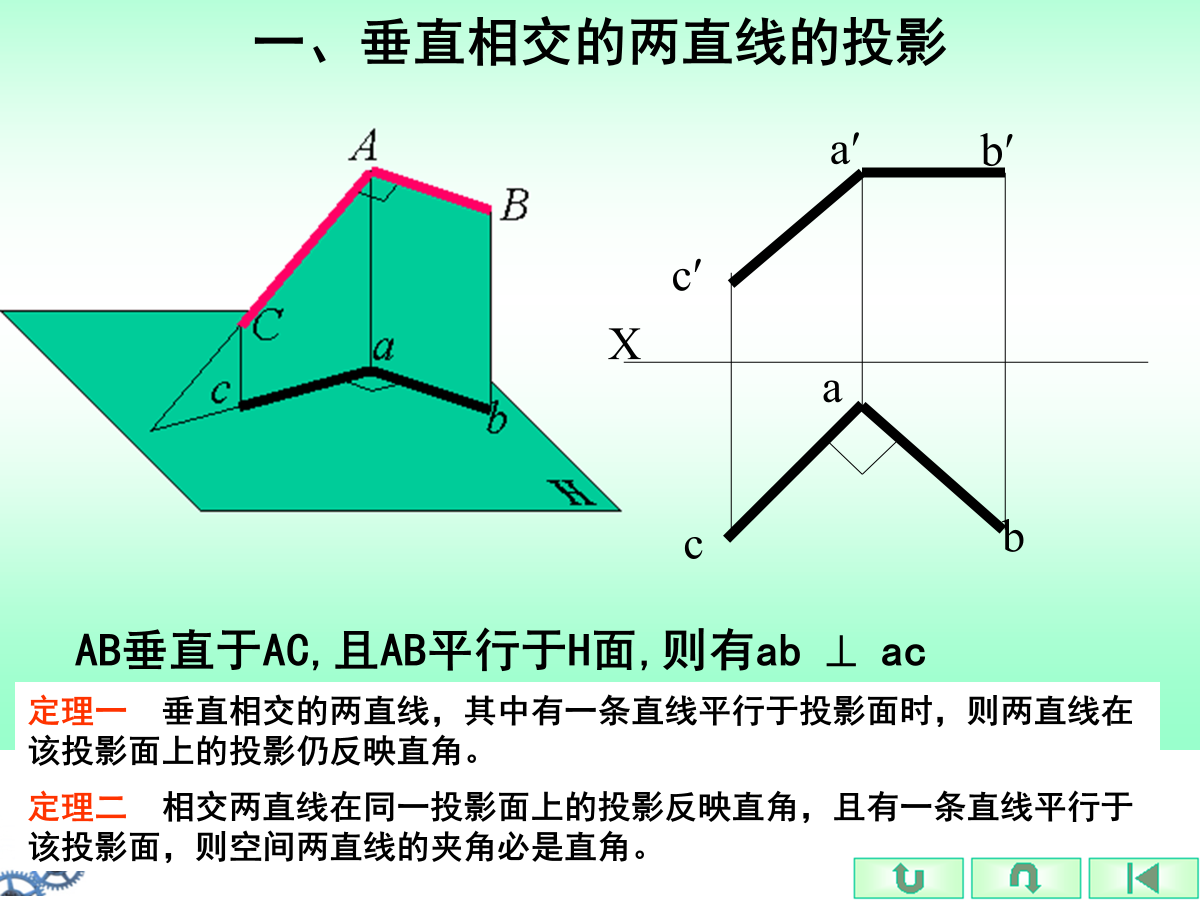 一、垂直相交的两直线的投影
A
B
C
a
c
b
H
a′
b′
c′
X
a
c
b
AB垂直于AC,且AB平行于H面,则有ab ⊥ ac
定理一 垂直相交的两直线，其中有一条直线平行于投影面时，则两直线在
该投影面上的投影仍反映直角。
定理二 相交两直线在同一投影面上的投影反映直角，且有一条直线平行于
该投影面，则空间两直线的夹角必是直角。